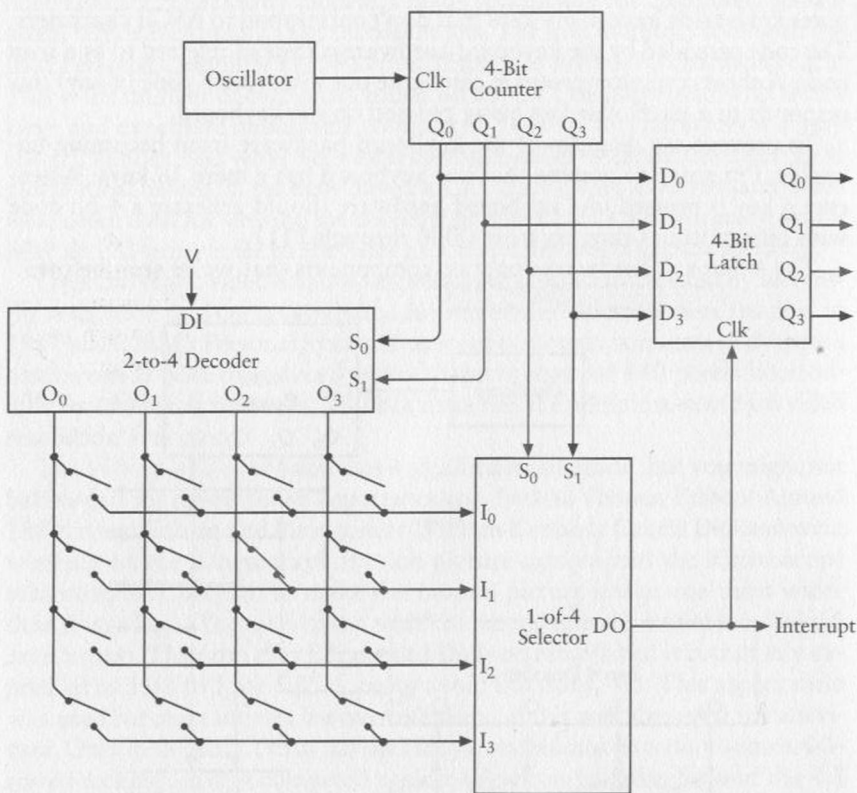 Oscillator
Clk 4-Bit
Counter
Q₀ Q₁ Q₂ Q₃
D₀ Q₀
D₁ Q₁
4-Bit
Latch
D₂ Q₂
D₃ Q₃
Clk
V
DI
2-to-4 Decoder
S₀
S₁
O₀ O₁ O₂ O₃
S₀ S₁
I₀
I₁
1-of-4
Selector
DO
Interrupt
I₂
I₃